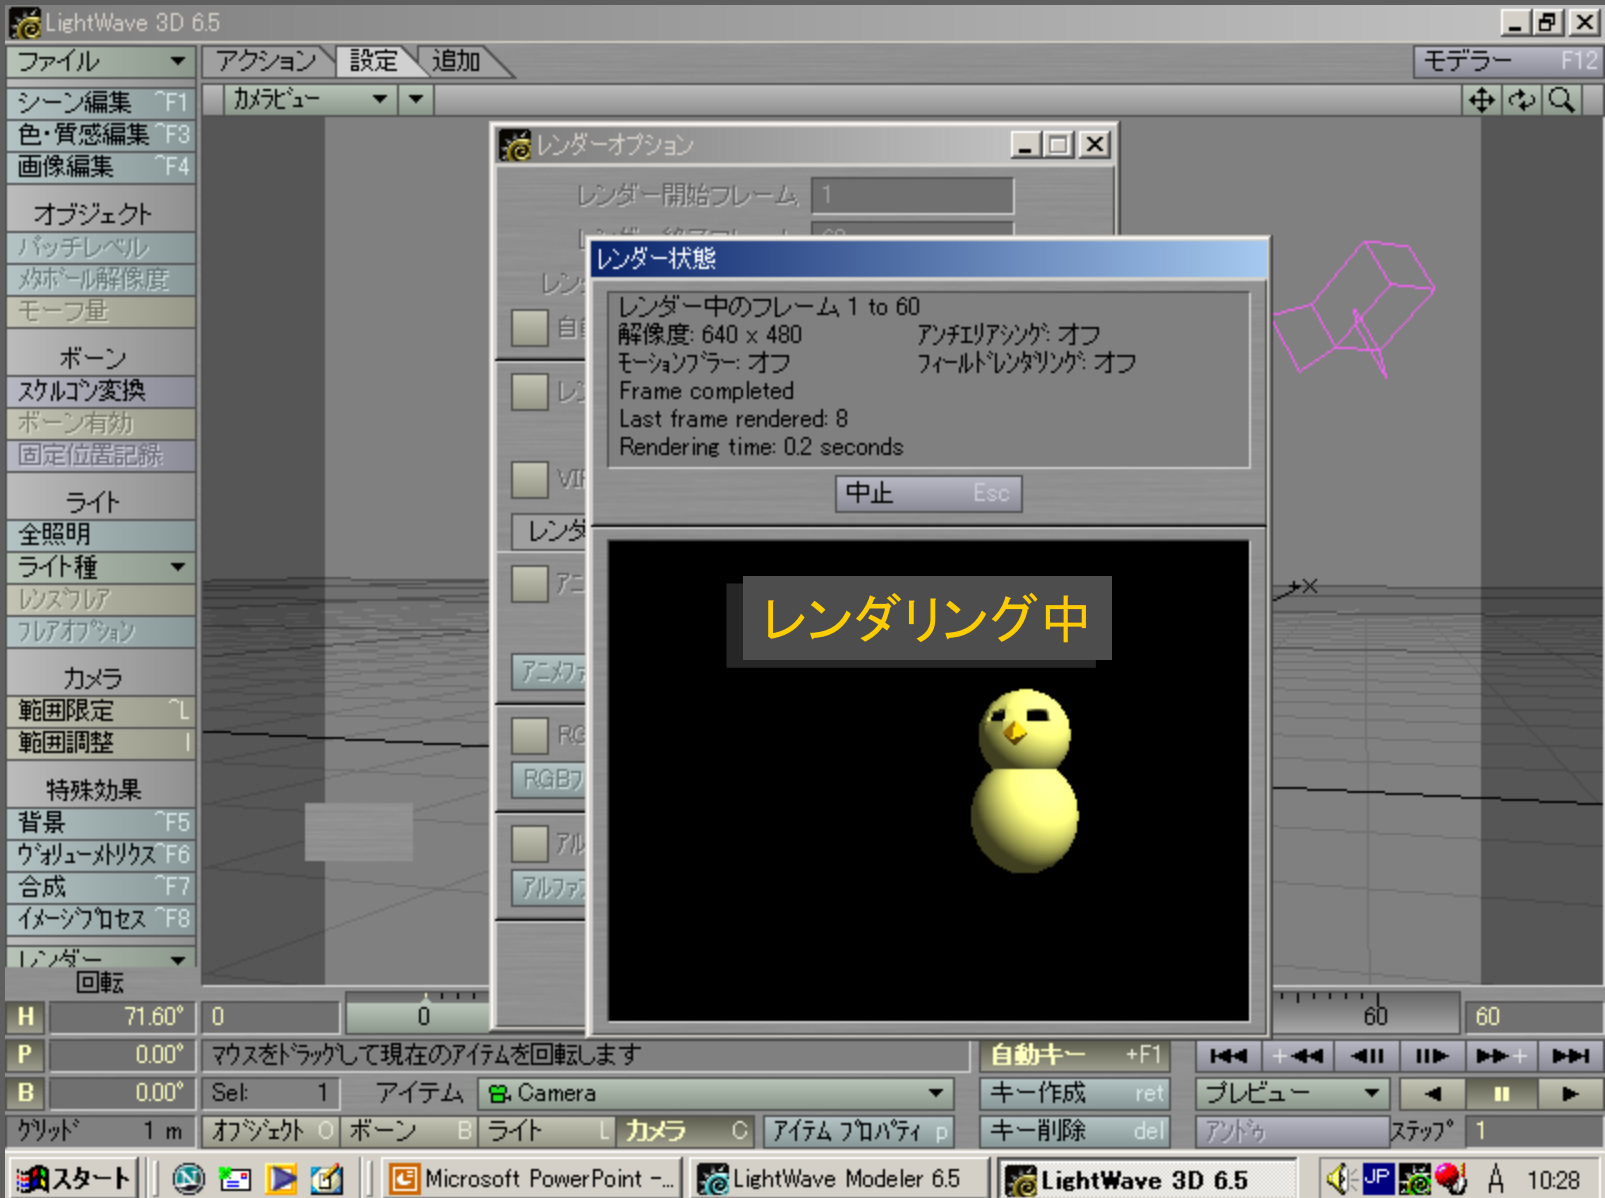 LightWave 3D 6.5
ファイル
アクション 設定 追加
モデラー F12
シーン編集 ^F1
カメラビュー
色・質感編集 ^F3
画像編集 ^F4
オブジェクト
パッチレベル
メタボール解像度
モーフ量
ボーン
スケルゴン変換
ボーン有効
固定位置記録
ライト
全照明
ライト種
レンズフレア
フレアオプション
カメラ
範囲限定 ^L
範囲調整 l
特殊効果
背景 ^F5
ヴォリューメトリクス ^F6
合成 ^F7
イメージプロセス ^F8
レンダー
レンダーオプション
レンダー開始フレーム 1
レンダー状態
レンダー中のフレーム 1 to 60
解像度: 640 x 480 アンチエリアシング: オフ
モーションブラー: オフ フィールドレンダリング: オフ
Frame completed
Last frame rendered: 8
Rendering time: 0.2 seconds
中止 Esc
レンダリング中
回転
H 71.60° 0 0 60 60
P 0.00° マウスをドラッグして現在のアイテムを回転します 自動キー +F1
B 0.00° Sel: 1 アイテム Camera キー作成 ret プレビュー
グリッド 1 m オブジェクト O ボーン B ライト L カメラ C アイテム プロパティ p キー削除 del アンドゥ ステップ 1
スタート Microsoft PowerPoint -... LightWave Modeler 6.5 LightWave 3D 6.5 JP A 10:28